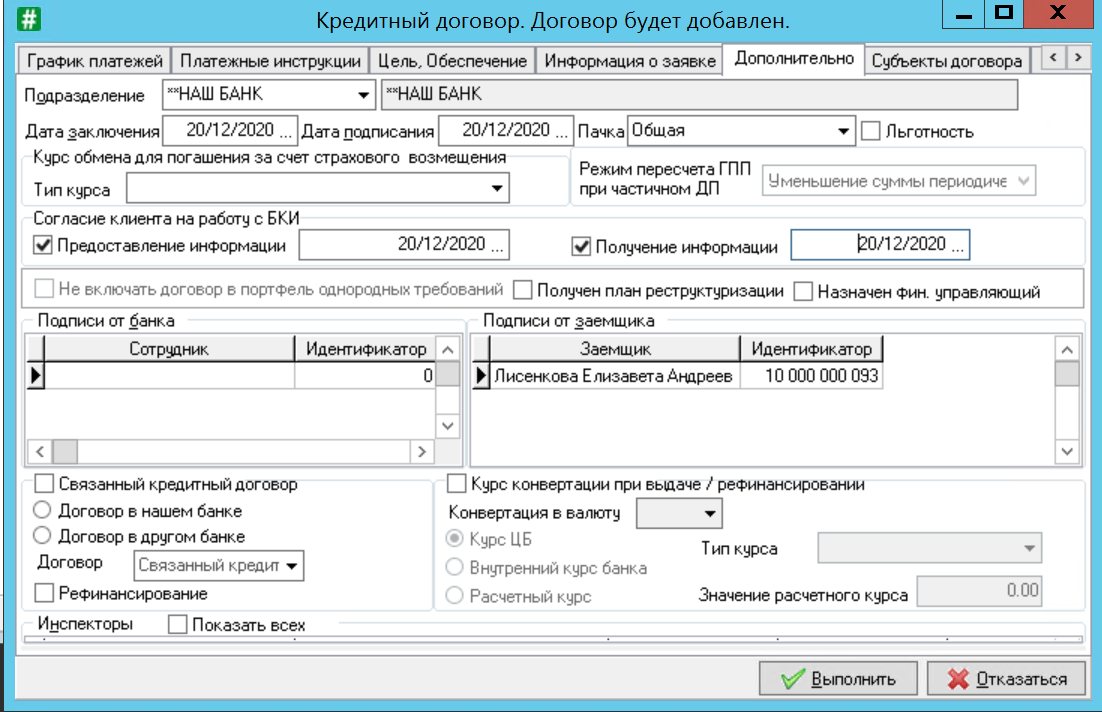 Кредитный договор. Договор будет добавлен.
График платежей Платежные инструкции Цель, Обеспечение Информация о заявке Дополнительно Субъекты договора
Подразделение **НАШ БАНК **НАШ БАНК
Дата заключения 20/12/2020 ... Дата подписания 20/12/2020 ... Пачка Общая Льготность
Курс обмена для погашения за счет страхового возмещения
Тип курса
Режим пересчета ГПП
при частичном ДП
Уменьшение суммы периодиче
Согласие клиента на работу с БКИ
Предоставление информации 20/12/2020 ... Получение информации 20/12/2020 ...
Не включать договор в портфель однородных требований Получен план реструктуризации Назначен фин. управляющий
Подписи от банка
Сотрудник Идентификатор
0
Подписи от заемщика
Заемщик Идентификатор
Лисенкова Елизавета Андреев 10 000 000 093
Связанный кредитный договор
Договор в нашем банке
Договор в другом банке
Договор Связанный кредит
Рефинансирование
Курс конвертации при выдаче / рефинансировании
Конвертация в валюту
Курс ЦБ
Внутренний курс банка
Расчетный курс
Тип курса
Значение расчетного курса 0.00
Инспекторы Показать всех
Выполнить Отказаться